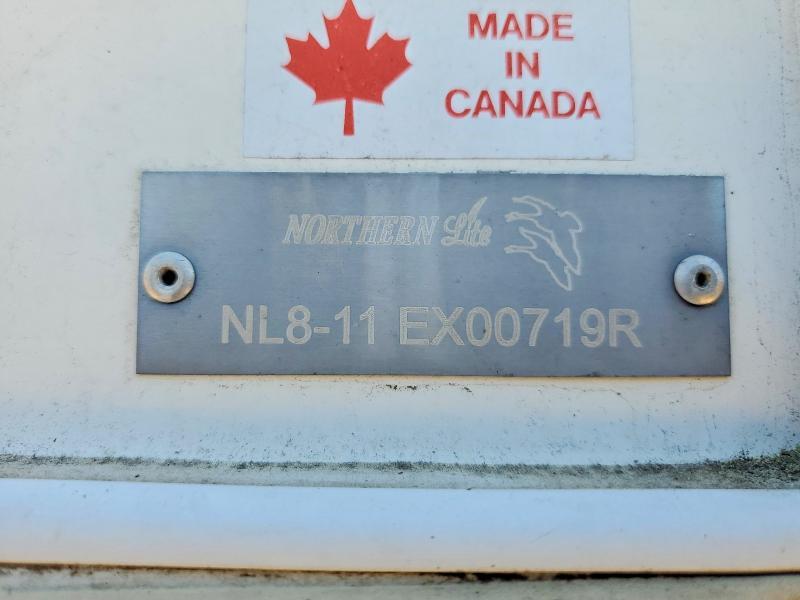 MADE
IN
CANADA
NORTHERN Lite
NL8-11 EX00719R